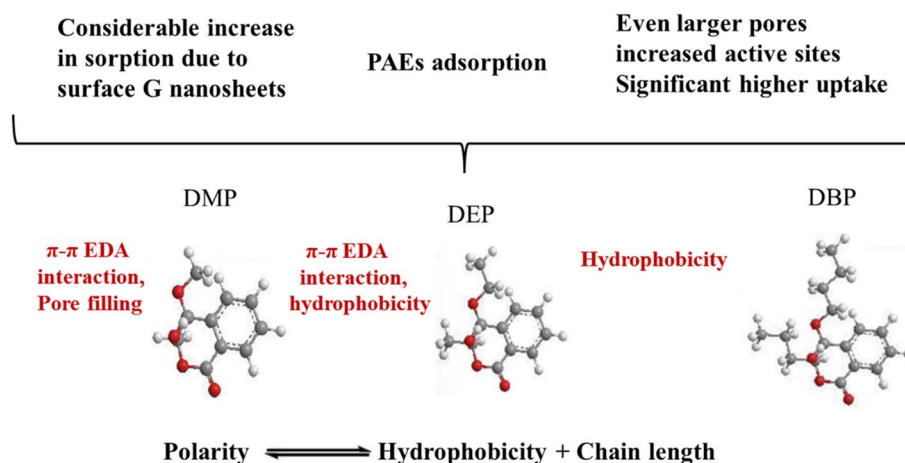 Considerable increase
in sorption due to
surface G nanosheets
PAEs adsorption
Even larger pores
increased active sites
Significant higher uptake
DMP
DEP
DBP
π-π EDA
interaction,
Pore filling
π-π EDA
interaction,
hydrophobicity
Hydrophobicity
Polarity
Hydrophobicity + Chain length